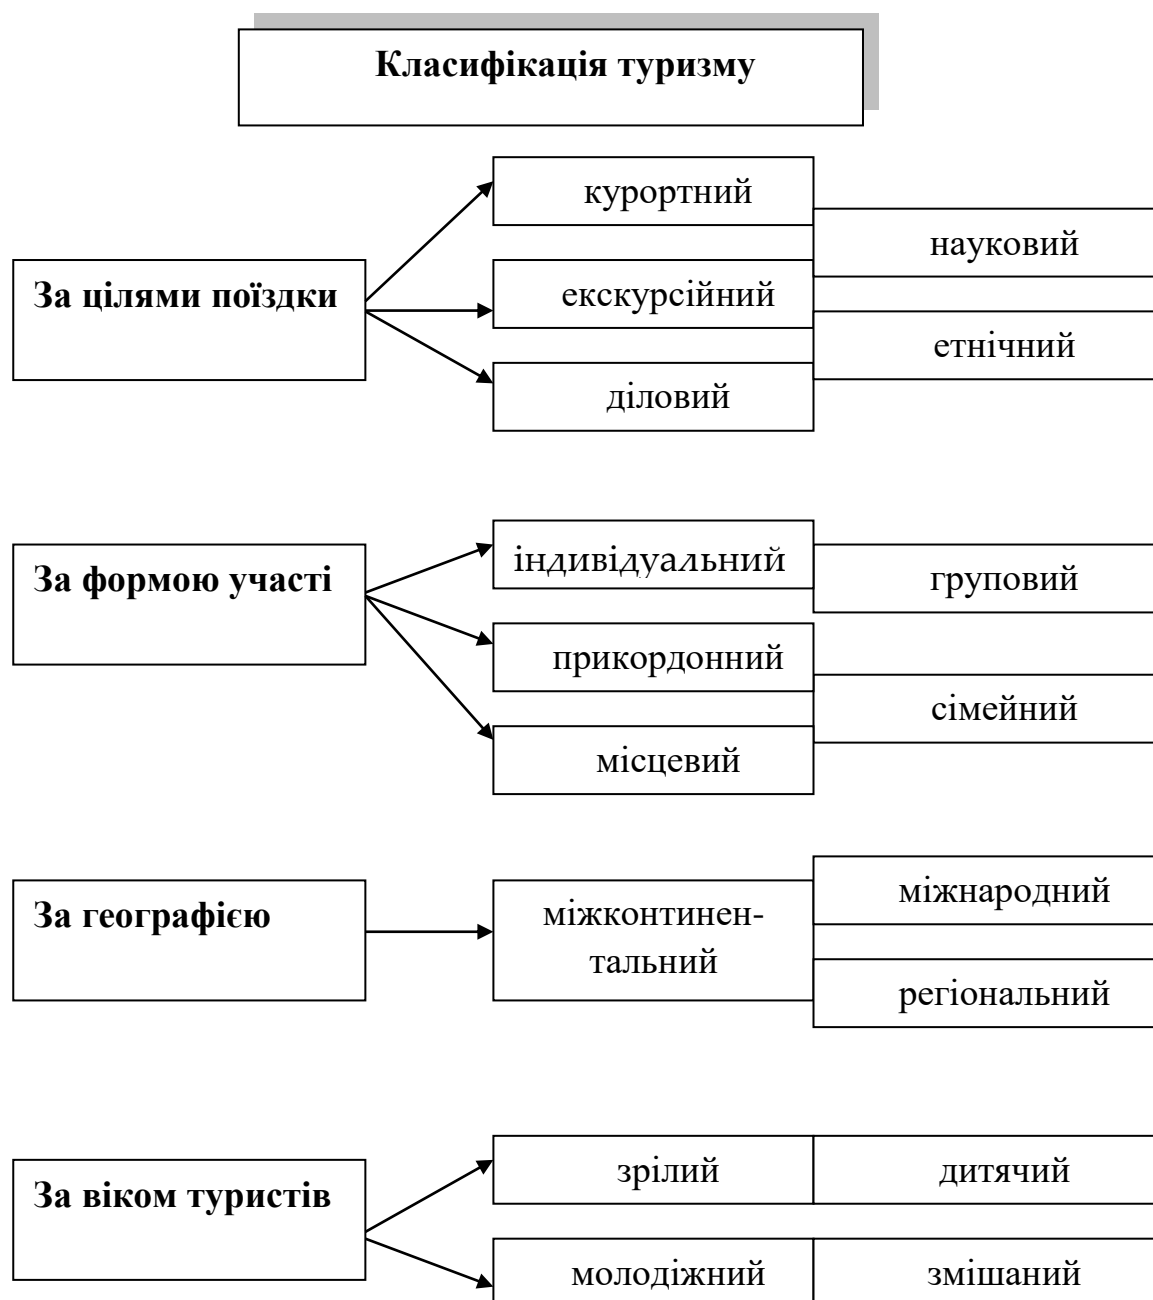 Класифікація туризму
курортний
науковий
За цілями поїздки
екскурсійний
етнічний
діловий
індивідуальний
За формою участі
груповий
прикордонний
сімейний
місцевий
міжнародний
За географією
міжконтинен-
тальний
регіональний
зрілий
дитячий
За віком туристів
молодіжний
змішаний